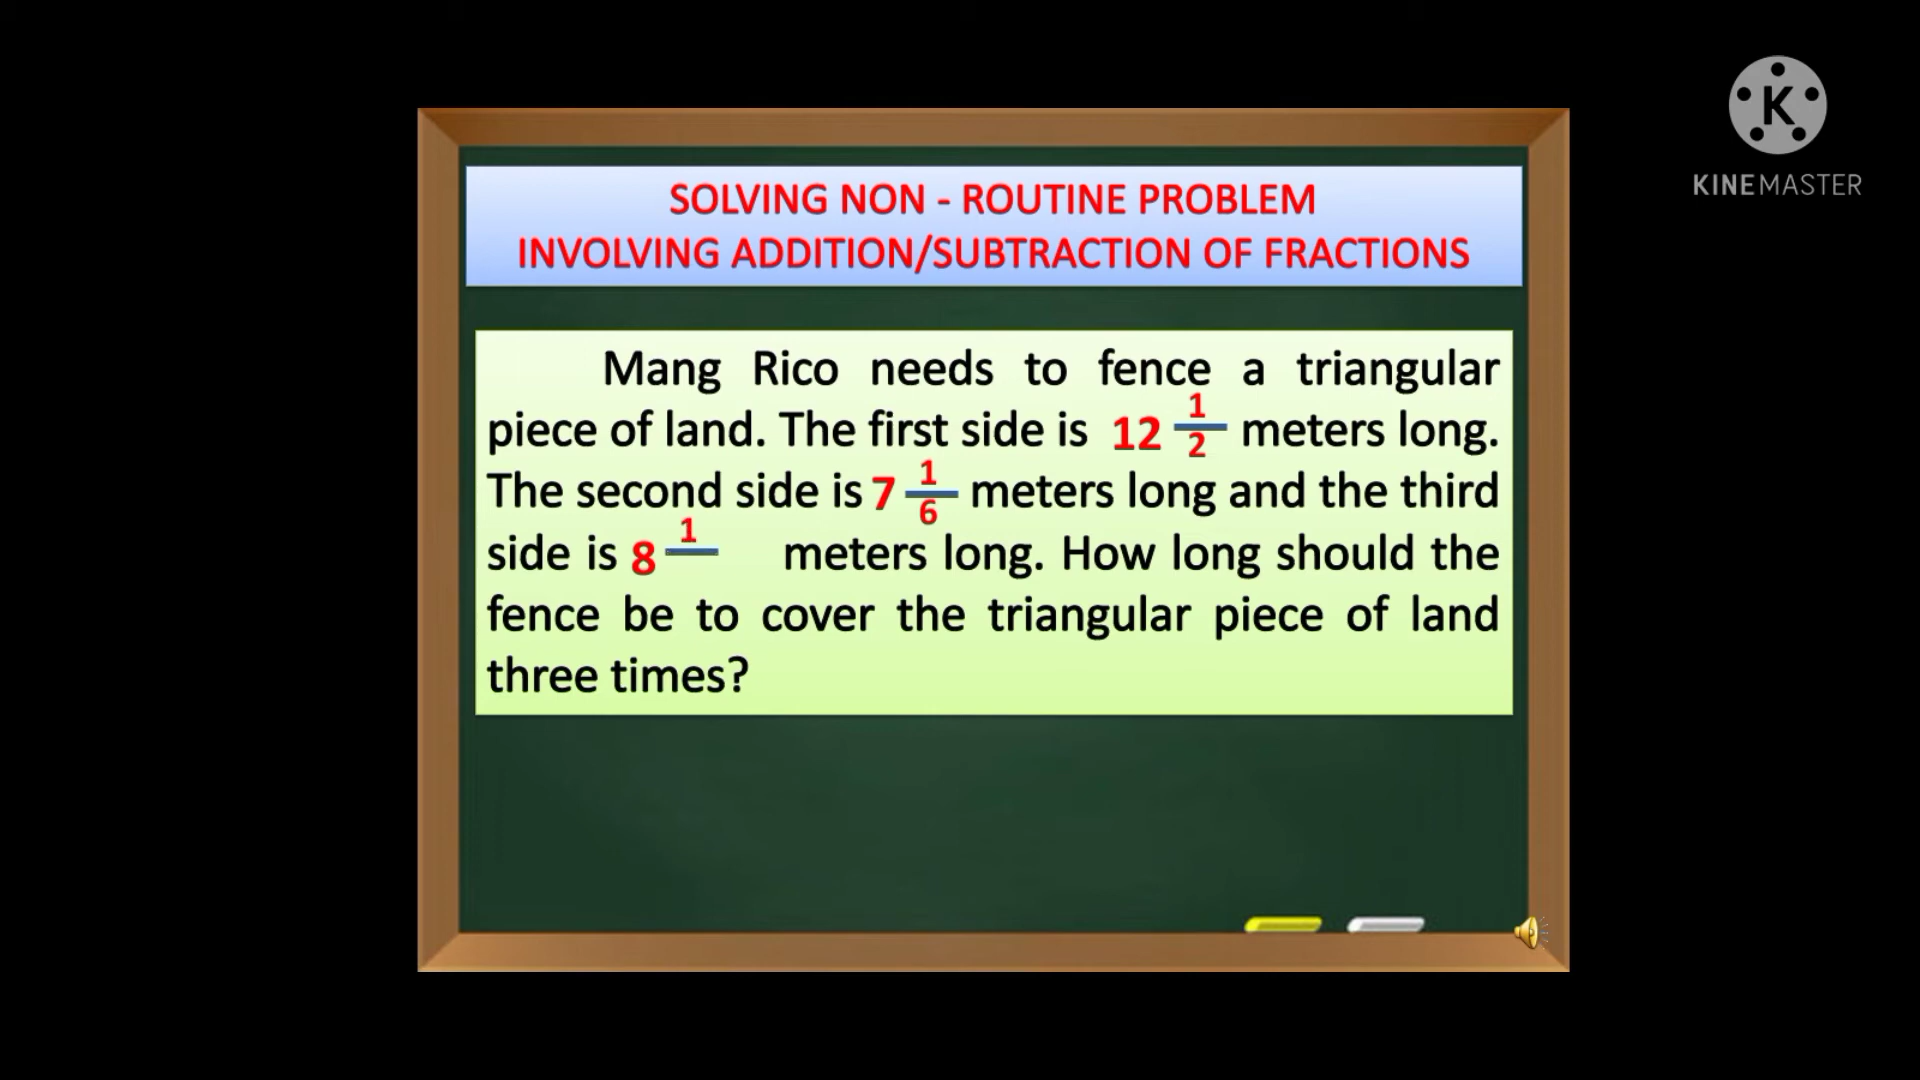 SOLVING NON - ROUTINE PROBLEM
INVOLVING ADDITION/SUBTRACTION OF FRACTIONS
Mang Rico needs to fence a triangular
piece of land. The first side is 12 1/2 meters long.
The second side is 7 1/6 meters long and the third
side is 8 1/ meters long. How long should the
fence be to cover the triangular piece of land
three times?
K
KINEMASTER